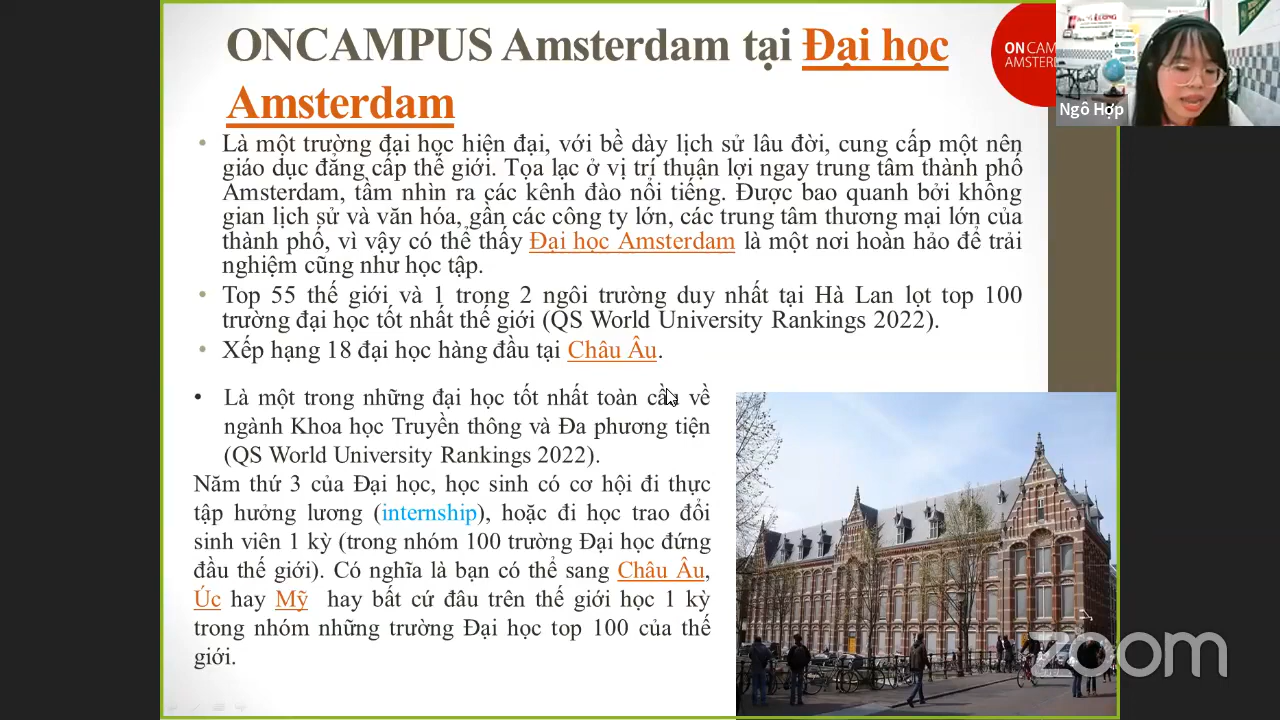 ONCAMPUS Amsterdam tại Đại học
Amsterdam
• Là một trường đại học hiện đại, với bề dày lịch sử lâu đời, cung cấp một nên
giáo dục đẳng cấp thế giới. Tọa lạc ở vị trí thuận lợi ngay trung tâm thành phố
Amsterdam, tầm nhìn ra các kênh đào nổi tiếng. Được bao quanh bởi không
gian lịch sử và văn hóa, gần các công ty lớn, các trung tâm thương mại lớn của
thành phố, vì vậy có thể thấy Đại học Amsterdam là một nơi hoàn hảo để trải
nghiệm cũng như học tập.
• Top 55 thế giới và 1 trong 2 ngôi trường duy nhất tại Hà Lan lọt top 100
trường đại học tốt nhất thế giới (QS World University Rankings 2022).
• Xếp hạng 18 đại học hàng đầu tại Châu Âu.
• Là một trong những đại học tốt nhất toàn cầu về
ngành Khoa học Truyền thông và Đa phương tiện
(QS World University Rankings 2022).
Năm thứ 3 của Đại học, học sinh có cơ hội đi thực
tập hưởng lương (internship), hoặc đi học trao đổi
sinh viên 1 kỳ (trong nhóm 100 trường Đại học đứng
đầu thế giới). Có nghĩa là bạn có thể sang Châu Âu,
Úc hay Mỹ hay bất cứ đâu trên thế giới học 1 kỳ
trong nhóm những trường Đại học top 100 của thế
giới.
ONCAM
AMSTER
Ngô Hợp
zoom